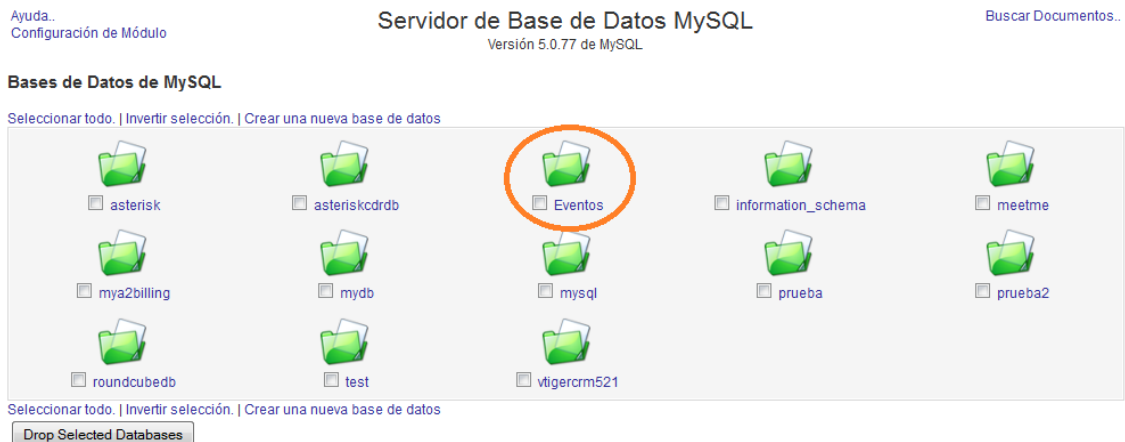 Ayuda..
Configuración de Módulo
Servidor de Base de Datos MySQL
Versión 5.0.77 de MySQL
Buscar Documentos..
Bases de Datos de MySQL
Seleccionar todo. | Invertir selección. | Crear una nueva base de datos
asterisk asteriskcdrdb Eventos information_schema meetme
mya2billing mydb mysql prueba prueba2
roundcubedb test vtigercrm521
Seleccionar todo. | Invertir selección. | Crear una nueva base de datos
Drop Selected Databases